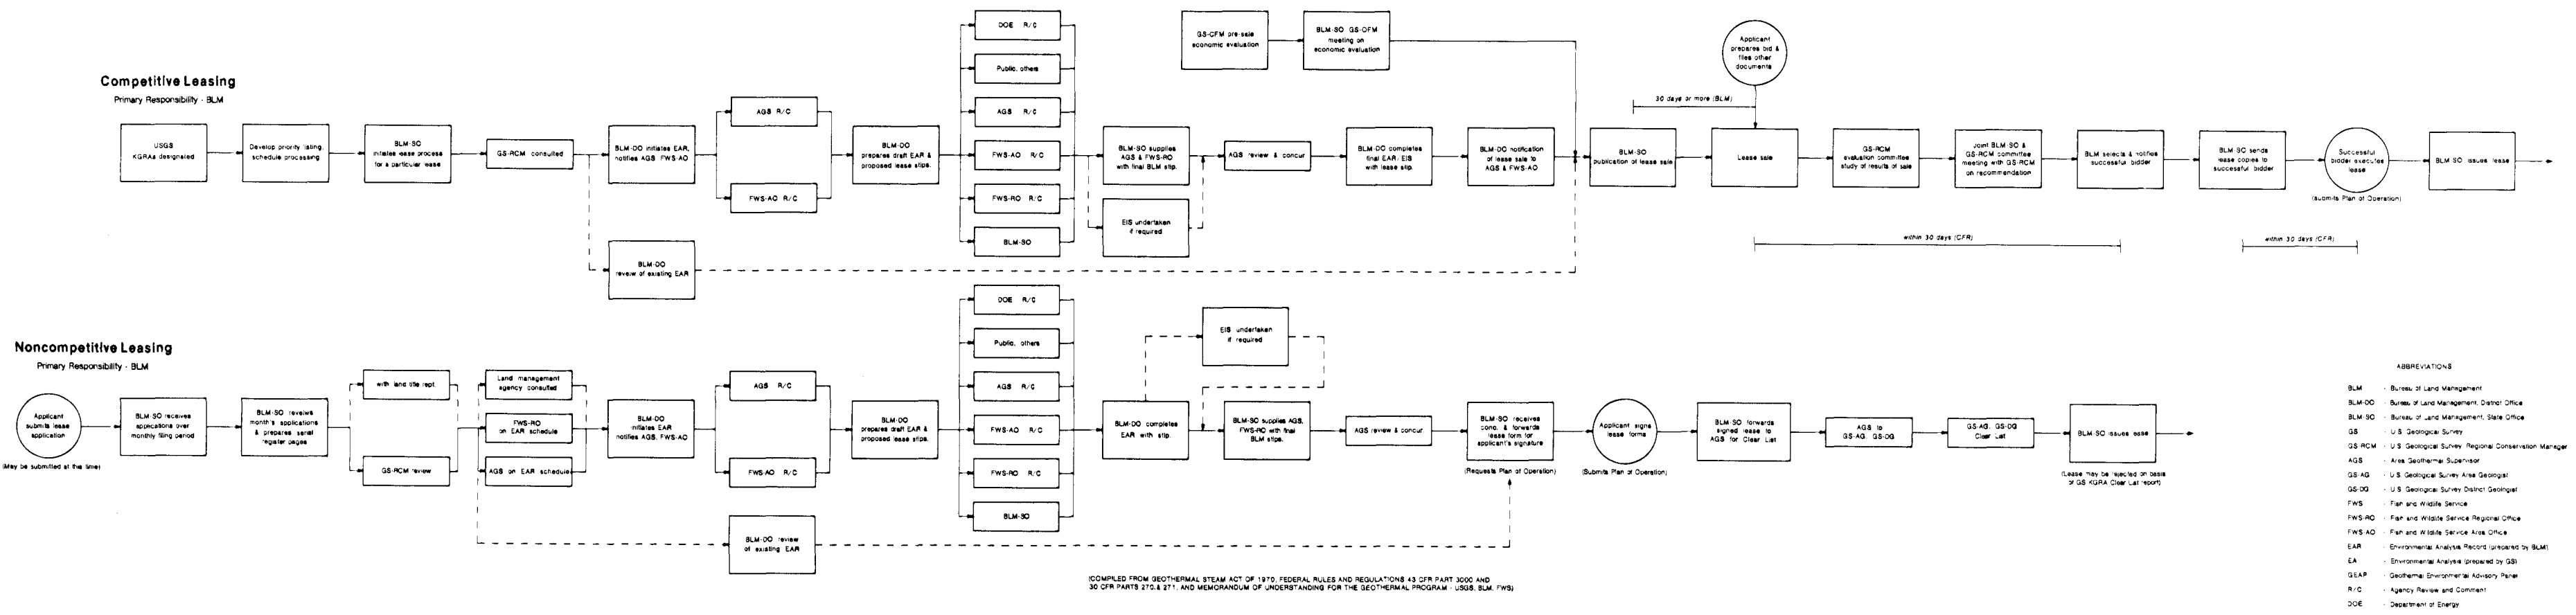 Competitive Leasing
Primary Responsibility - BLM
USGS
KGRAs designated
Develop priority listing,
schedule processing
BLM-SO
initiates lease process
for a particular lease
GS-RCM consulted
BLM-DO initiates EAR,
notifies AGS, FWS-AO
BLM-DO
reveiw of existing EAR
AGS R/C
FWS-AO R/C
BLM-DO
prepares draft EAR &
proposed lease stips.
DOE R/C
Public, others
AGS R/C
FWS-AO R/C
FWS-RO R/C
BLM-SO
BLM-SO supplies
AGS & FWS-RO
with final BLM stip.
EIS undertaken
if required
AGS review & concur
BLM-DO completes
final EAR, EIS
with lease stip.
BLM-DO notification
of lease sale to
AGS & FWS-AO
GS-CFM pre-sale
economic evaluation
BLM-SO GS-OFM
meeting on
economic evaluation
BLM-SO
publication of lease sale
30 days or more (BLM)
Applicant
prepares bid &
files other
documents
Lease sale
GS-RCM
evaluation committee
study of results of sale
Joint BLM-SO &
GS-RCM committee
meeting with GS-RCM
on recommendation
BLM selects & notifies
successful bidder
BLM-SO sends
lease copies to
successful bidder
Successful
bidder executes
lease
(submits Plan of Operation)
BLM-SO issues lease
within 30 days (CFR)
within 30 days (CFR)
Noncompetitive Leasing
Primary Responsibility - BLM
Applicant
submits lease
application
(May be submitted at this time)
BLM-SO receives
applications over
monthly filing period
BLM-SO reveiws
month's applications
& prepares serial
register pages
with land title rept.
GS-RCM review
Land management
agency consulted
FWS-RO
on EAR schedule
AGS on EAR schedule
BLM-DO
initiates EAR
notifies AGS, FWS-AO
AGS R/C
FWS-AO R/C
BLM-DO review
of existing EAR
BLM-DO
prepares draft EAR &
proposed lease stips.
DOE R/C
Public, others
AGS R/C
FWS-AO R/C
FWS-RO R/C
BLM-SO
BLM-DO completes
EAR with stip.
EIS undertaken
if required
BLM-SO supplies AGS,
FWS-RO with final
BLM stips.
AGS review & concur.
BLM-SO receives
conc. & forwards
lease form for
applicant's signature
(Requests Plan of Operation)
Applicant signs
lease forms
(Submits Plan of Operation)
BLM-SO forwards
signed lease to
AGS for Clear List
AGS to
GS-AG, GS-DG
GS-AG, GS-DG
Clear List
BLM-SO issues lease
(Lease may be rejected on basis
of GS KGRA Clear List report)
ABBREVIATIONS
BLM - Bureau of Land Management
BLM-DO - Bureau of Land Management, District Office
BLM-SO - Bureau of Land Management, State Office
GS - U.S. Geological Survey
GS-RCM - U.S. Geological Survey, Regional Conservation Manager
AGS - Area Geothermal Supervisor
GS-AG - U.S. Geological Survey Area Geologist
GS-DG - U.S. Geological Survey District Geologist
FWS - Fish and Wildlife Service
FWS-RO - Fish and Wildlife Service Regional Office
FWS-AO - Fish and Wildlife Service Area Office
EAR - Environmental Analysis Record (prepared by BLM)
EA - Environmental Analysis (prepared by GS)
GEAP - Geothermal Environmental Advisory Panel
R/C - Agency Review and Comment
DOE - Department of Energy
(COMPILED FROM GEOTHERMAL STEAM ACT OF 1970, FEDERAL RULES AND REGULATIONS 43 CFR PART 3000 AND
30 CFR PARTS 270 & 271, AND MEMORANDUM OF UNDERSTANDING FOR THE GEOTHERMAL PROGRAM - USGS, BLM, FWS)